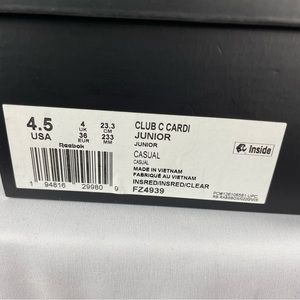 4.5
USA
4
UK
36
EUR
23.3
CM
233
MM
Reebok
1 94816 29980 9
CLUB C CARDI
JUNIOR
JUNIOR
CASUAL
CASUAL
MADE IN VIETNAM
FABRIQUÉ AU VIETNAM
INSRED/INSRED/CLEAR
FZ4939
Inside